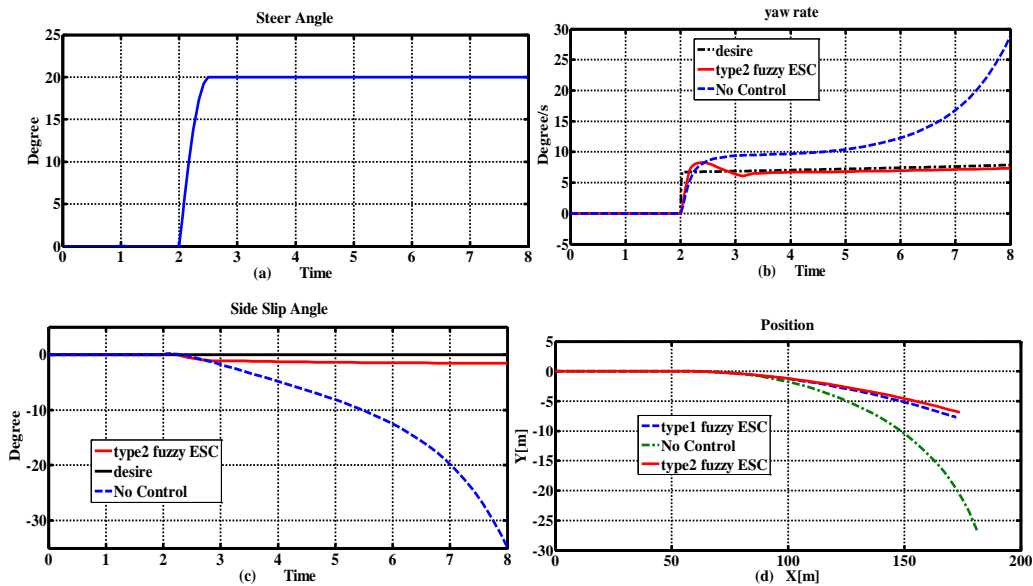 Steer Angle
25
20
15
10
5
0
Degree
0 1 2 3 4 5 6 7 8
(a) Time
yaw rate
30
25
20
15
10
5
0
-5
Degree/s
desire
type2 fuzzy ESC
No Control
0 1 2 3 4 5 6 7 8
(b) Time
Side Slip Angle
0
-10
-20
-30
Degree
type2 fuzzy ESC
desire
No Control
0 1 2 3 4 5 6 7 8
(c) Time
Position
5
0
-5
-10
-15
-20
-25
-30
Y[m]
type1 fuzzy ESC
No Control
type2 fuzzy ESC
0 50 100 150 200
(d) X[m]